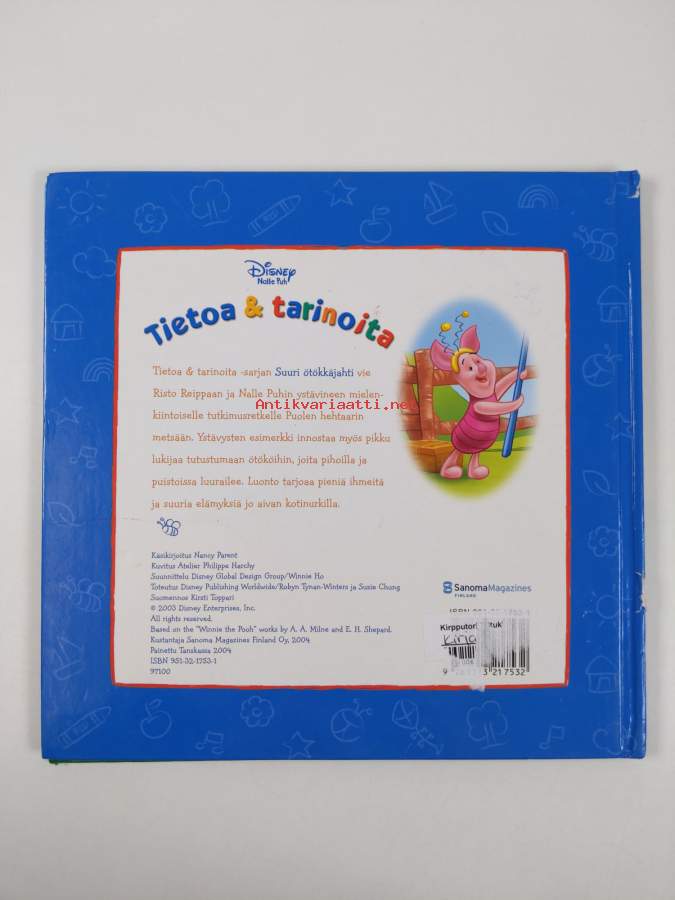 Disney
Nalle Puh
Tietoa & tarinoita
Tietoa & tarinoita -sarjan Suuri ötökkäjahti vie
Risto Reippaan ja Nalle Puhin ystävineen mielen-
kiintoiselle tutkimusretkelle Puolen hehtaarin
metsään. Ystävysten esimerkki innostaa myös pikku
lukijaa tutustumaan ötököihin, joita pihoilla ja
puistoissa luurailee. Luonto tarjoaa pieniä ihmeitä
ja suuria elämyksiä jo aivan kotinurkilla.
Antikvariaatti.net
Käsikirjoitus Nancy Parent
Kuvitus Atelier Philippe Harchy
Suunnittelu Disney Global Design Group/Winnie Ho
Toteutus Disney Publishing Worldwide/Robyn Tynan-Winters ja Susie Chung
Suomennos Kirsti Toppari
© 2003 Disney Enterprises, Inc.
All rights reserved.
Based on the "Winnie the Pooh" works by A. A. Milne and E. H. Shepard.
Kustantaja Sanoma Magazines Finland Oy, 2004
Painettu Tanskassa 2004
ISBN 951-32-1753-1
97100
SanomaMagazines
FINLAND
Kirpputori
217532